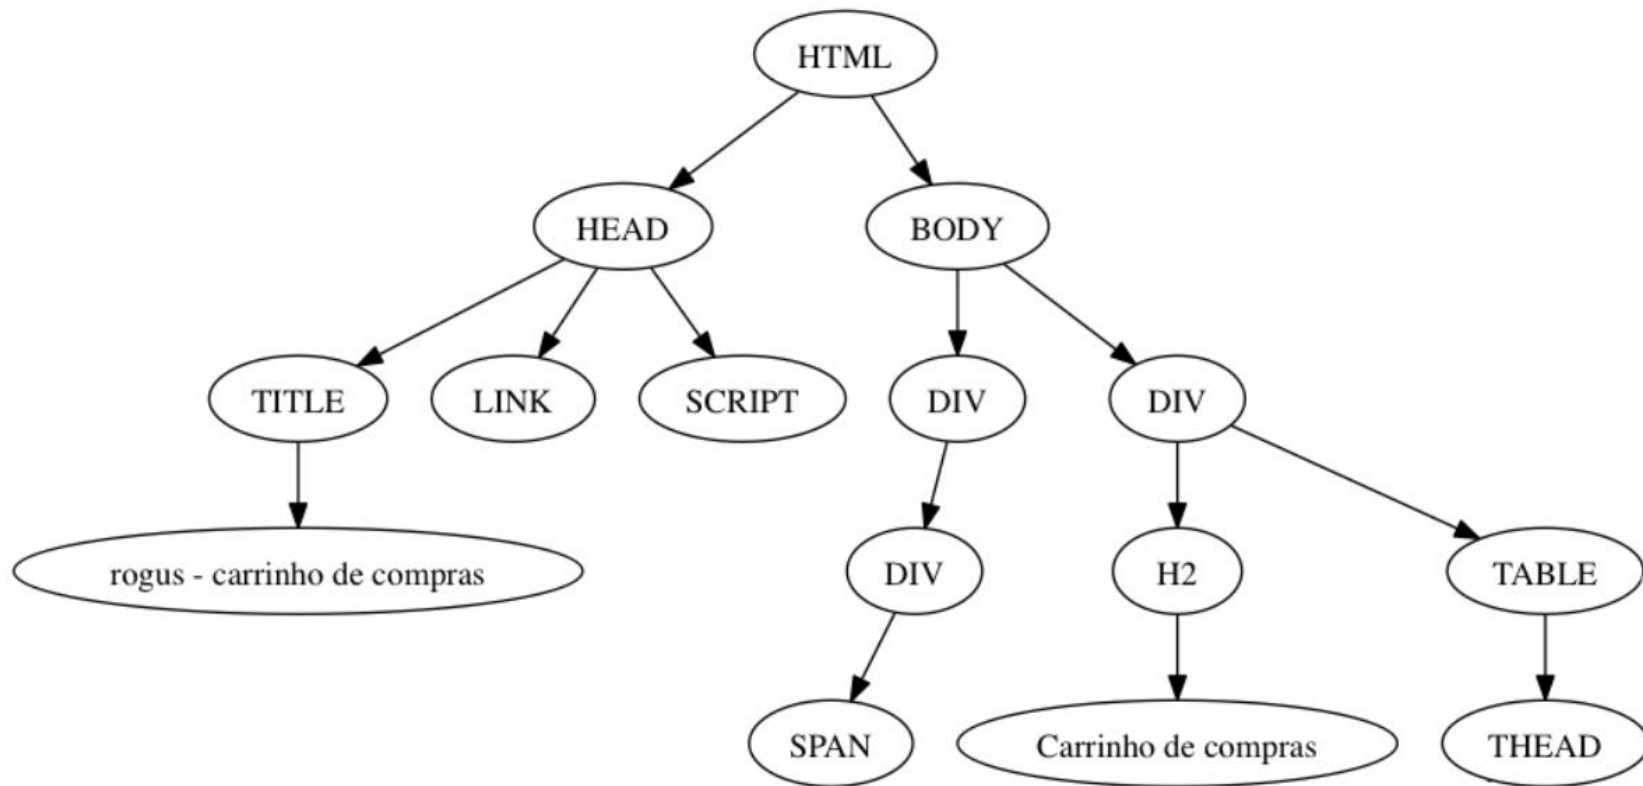 HTML
HEAD
BODY
TITLE
LINK
SCRIPT
DIV
DIV
rogus - carrinho de compras
DIV
H2
TABLE
SPAN
Carrinho de compras
THEAD